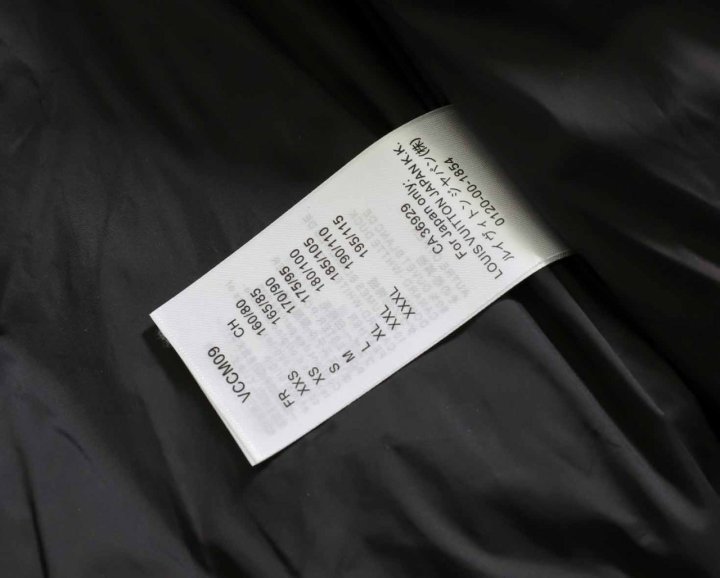 VCCM09
FR CH
XXS 160/80
XS 165/85
S 170/90
M 175/95
L 180/100
XL 185/105
XXL 190/110
XXXL 195/115
CA 36929
For Japan only:
LOUIS VUITTON JAPAN K.K.
ルイ ヴィトン ジャパン (株)
0120-00-1854